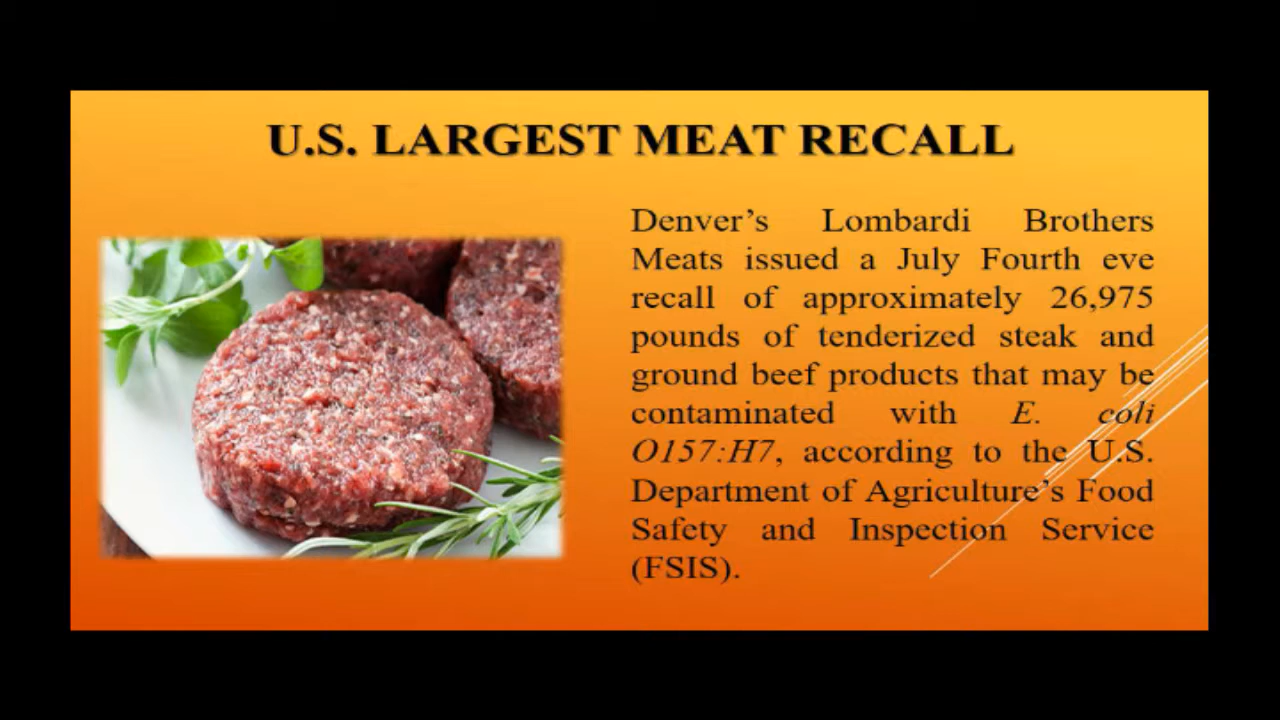 U.S. LARGEST MEAT RECALL
Denver’s Lombardi Brothers
Meats issued a July Fourth eve
recall of approximately 26,975
pounds of tenderized steak and
ground beef products that may be
contaminated with E. coli
O157:H7, according to the U.S.
Department of Agriculture’s Food
Safety and Inspection Service
(FSIS).